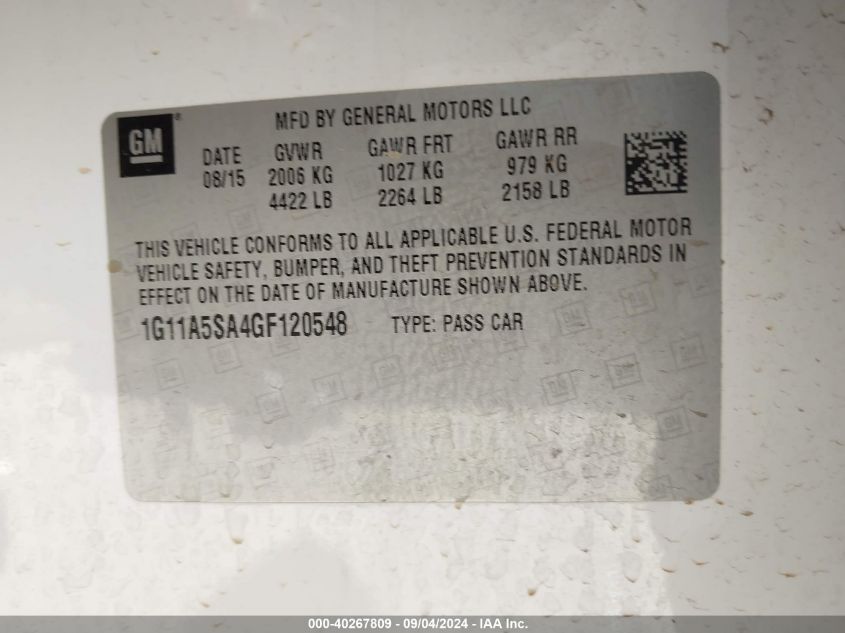 GM ®
MFD BY GENERAL MOTORS LLC
DATE GVWR GAWR FRT GAWR RR
08/15 2006 KG 1027 KG 979 KG
4422 LB 2264 LB 2158 LB
THIS VEHICLE CONFORMS TO ALL APPLICABLE U.S. FEDERAL MOTOR
VEHICLE SAFETY, BUMPER, AND THEFT PREVENTION STANDARDS IN
EFFECT ON THE DATE OF MANUFACTURE SHOWN ABOVE.
1G11A5SA4GF120548 TYPE: PASS CAR
000-40267809 - 09/04/2024 - IAA Inc.